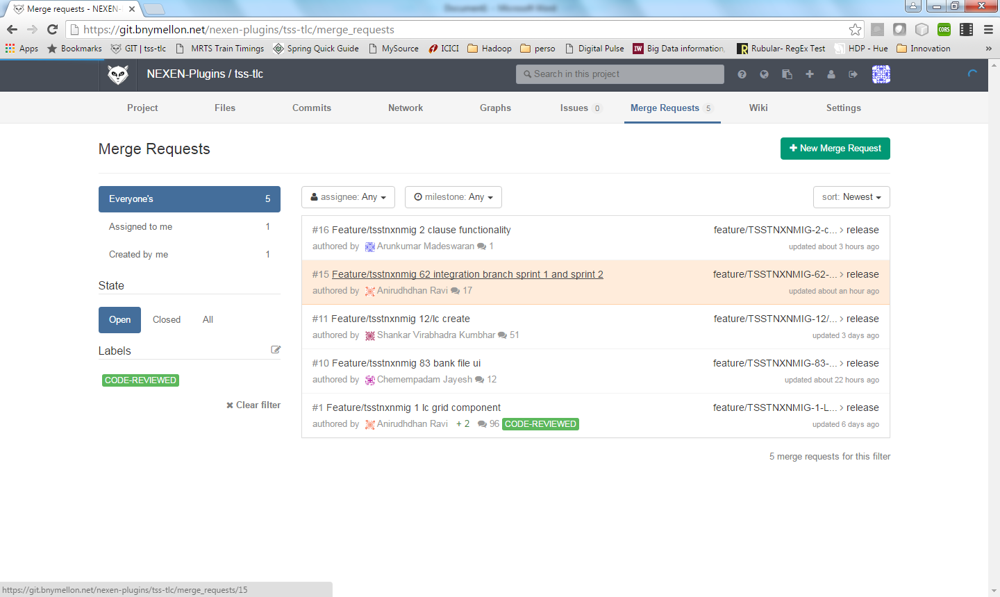 Merge requests - NEXEN-
Document1 - Microsoft Word
https://git.bnymellon.net/nexen-plugins/tss-tlc/merge_requests
CORS
Apps Bookmarks GIT | tss-tlc MRTS Train Timings Spring Quick Guide MySource ICICI Hadoop perso Digital Pulse IW Big Data information, R Rubular- RegEx Test HDP - Hue Innovation »
NEXEN-Plugins / tss-tlc
Search in this project
Project Files Commits Network Graphs Issues 0 Merge Requests 5 Wiki Settings
Merge Requests
New Merge Request
Everyone's 5
Assigned to me 1
Created by me 1
State
Open Closed All
Labels
CODE-REVIEWED
Clear filter
assignee: Any milestone: Any sort: Newest
#16 Feature/tsstnxnmig 2 clause functionality feature/TSSTNXNMIG-2-c... > release
authored by Arunkumar Madeswaran 1 updated about 3 hours ago
#15 Feature/tsstnxnmig 62 integration branch sprint 1 and sprint 2 feature/TSSTNXNMIG-62-... > release
authored by Anirudhdhan Ravi 17 updated about an hour ago
#11 Feature/tsstnxnmig 12/lc create feature/TSSTNXNMIG-12/... > release
authored by Shankar Virabhadra Kumbhar 51 updated 3 days ago
#10 Feature/tsstnxnmig 83 bank file ui feature/TSSTNXNMIG-83-... > release
authored by Chemempadam Jayesh 12 updated about 22 hours ago
#1 Feature/tsstnxnmig 1 lc grid component feature/TSSTNXNMIG-1-L... > release
authored by Anirudhdhan Ravi + 2 96 CODE-REVIEWED updated 6 days ago
5 merge requests for this filter
https://git.bnymellon.net/nexen-plugins/tss-tlc/merge_requests/15